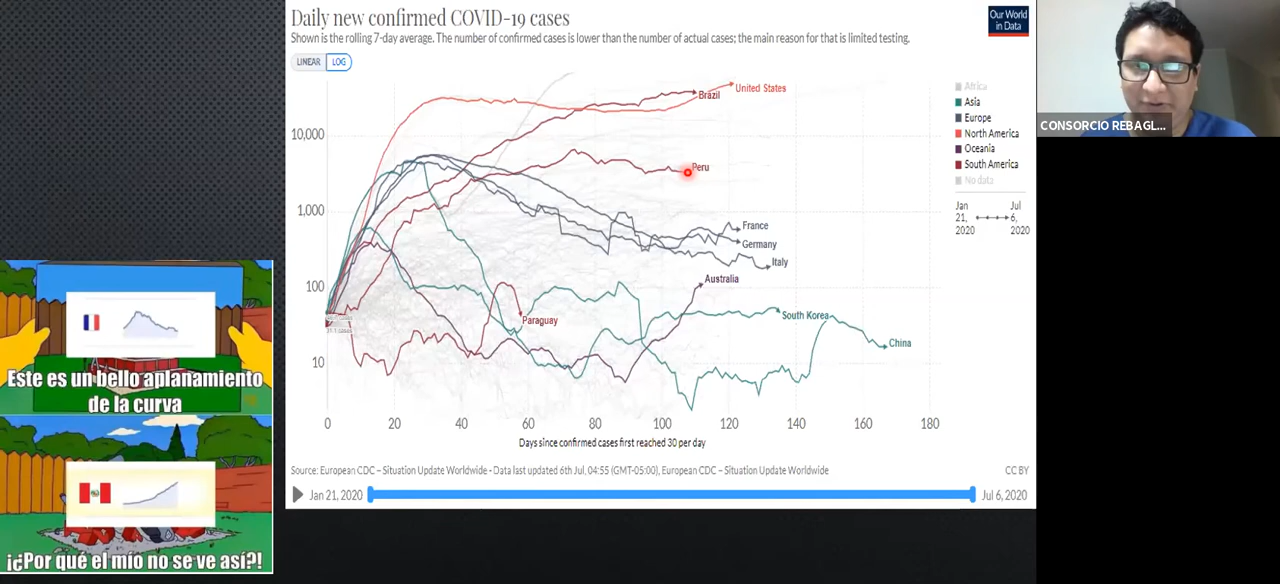 Daily new confirmed COVID-19 cases
Shown is the rolling 7-day average. The number of confirmed cases is lower than the number of actual cases; the main reason for that is limited testing.
Our World
in Data
LINEAR
LOG
10,000
1,000
100
10
0
20
40
60
80
100
120
140
160
180
Days since confirmed cases first reached 30 per day
United States
Brazil
Peru
France
Germany
Italy
Australia
South Korea
China
Paraguay
Africa
Asia
Europe
North America
Oceania
South America
No data
Jan
21,
2020
Jul
6,
2020
Source: European CDC – Situation Update Worldwide - Data last updated 6th Jul, 04:55 (GMT-05:00), European CDC – Situation Update Worldwide
CC BY
Jan 21, 2020
Jul 6, 2020
CONSORCIO REBAGL...
Este es un bello aplanamiento
de la curva
¡¿Por qué el mío no se ve así?!